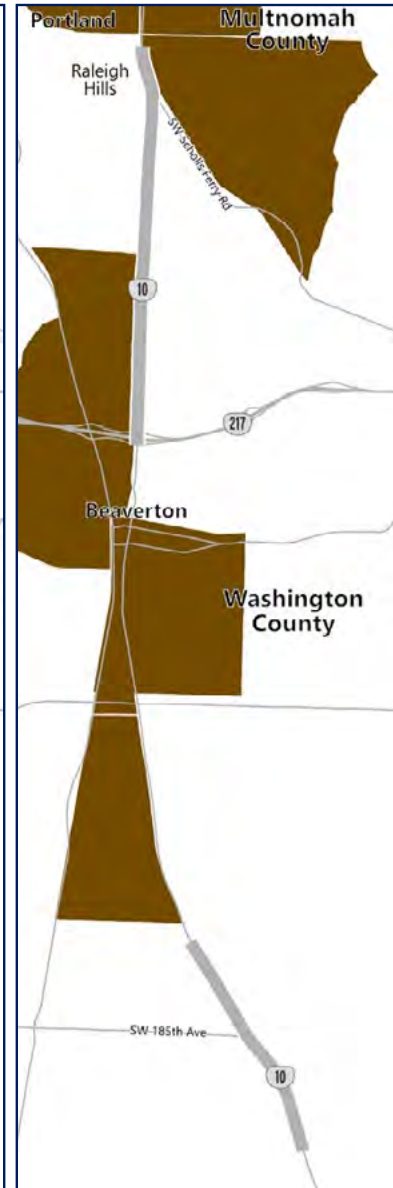 Portland
Multnomah
County
Raleigh
Hills
SW Scholls Ferry Rd
10
217
Beaverton
Washington
County
SW 185th Ave
10